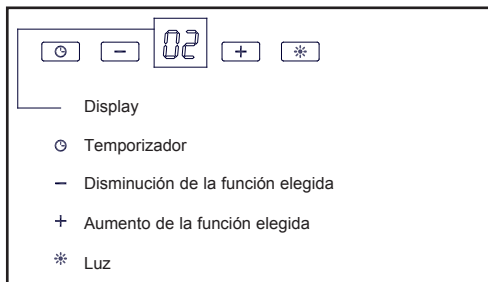 02
Display
Temporizador
− Disminución de la función elegida
+ Aumento de la función elegida
Luz